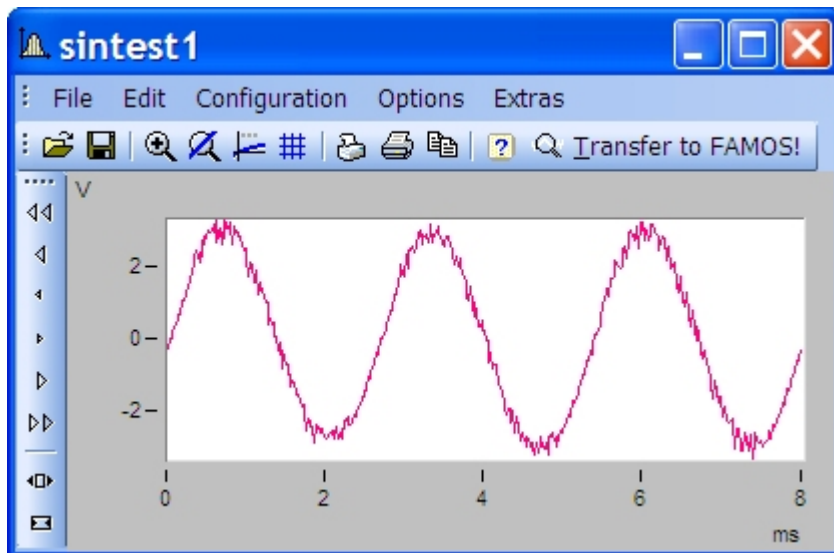 sintest1
File Edit Configuration Options Extras
? Transfer to FAMOS!
V
2
0
-2
0 2 4 6 8
ms